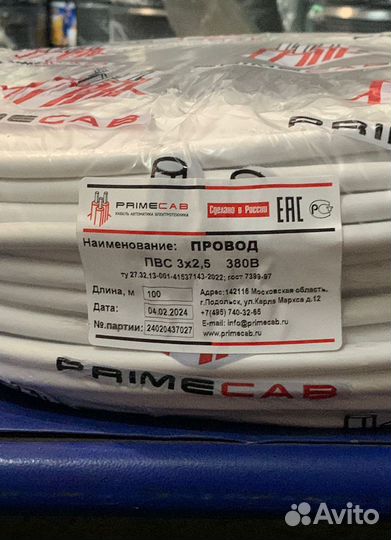 PRIMECAB
PRIMECAB
PRIMECAB
КАБЕЛЬ АВТОМАТИКА ЭЛЕКТРОТЕХНИКА
Сделано в России
ЕАС
Наименование: ПРОВОД
ПВС 3х2,5 380В
ту 27.32.13-001-41537143-2022; гост 7399-97
Длина, м 100
Дата: 04.02.2024
№ партии: 24020437027
Адрес: 142116 Московская область,
г.Подольск, ул.Карла Маркса д.12
+7(495) 740-32-65
E-mail: info@primecab.ru
primecab.ru
PRIMECAB
Avito